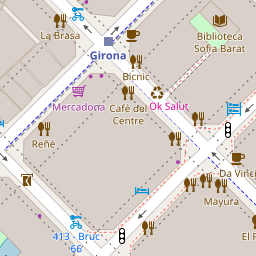 La Brasa
Biblioteca
Sofia Barat
Girona
Bicnic
Mercadona
Ok Salut
Cafè del
Centre
Reñé
Da Vinci
Mayura
413 - Bruc
66
El